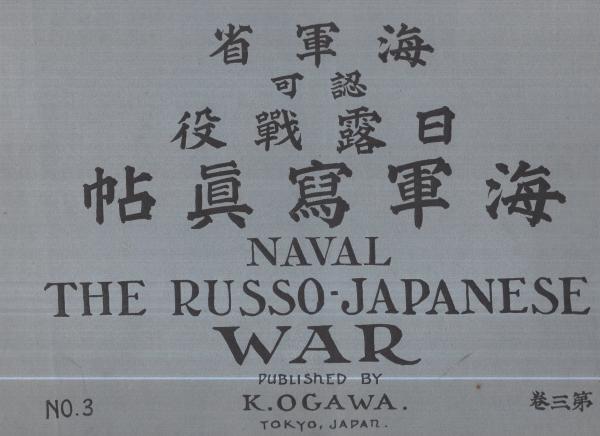 海軍省
認可
日露戰役
海軍寫眞帖
NAVAL
THE RUSSO-JAPANESE
WAR
PUBLISHED BY
K.OGAWA.
TOKYO, JAPAN.
NO.3
第三卷